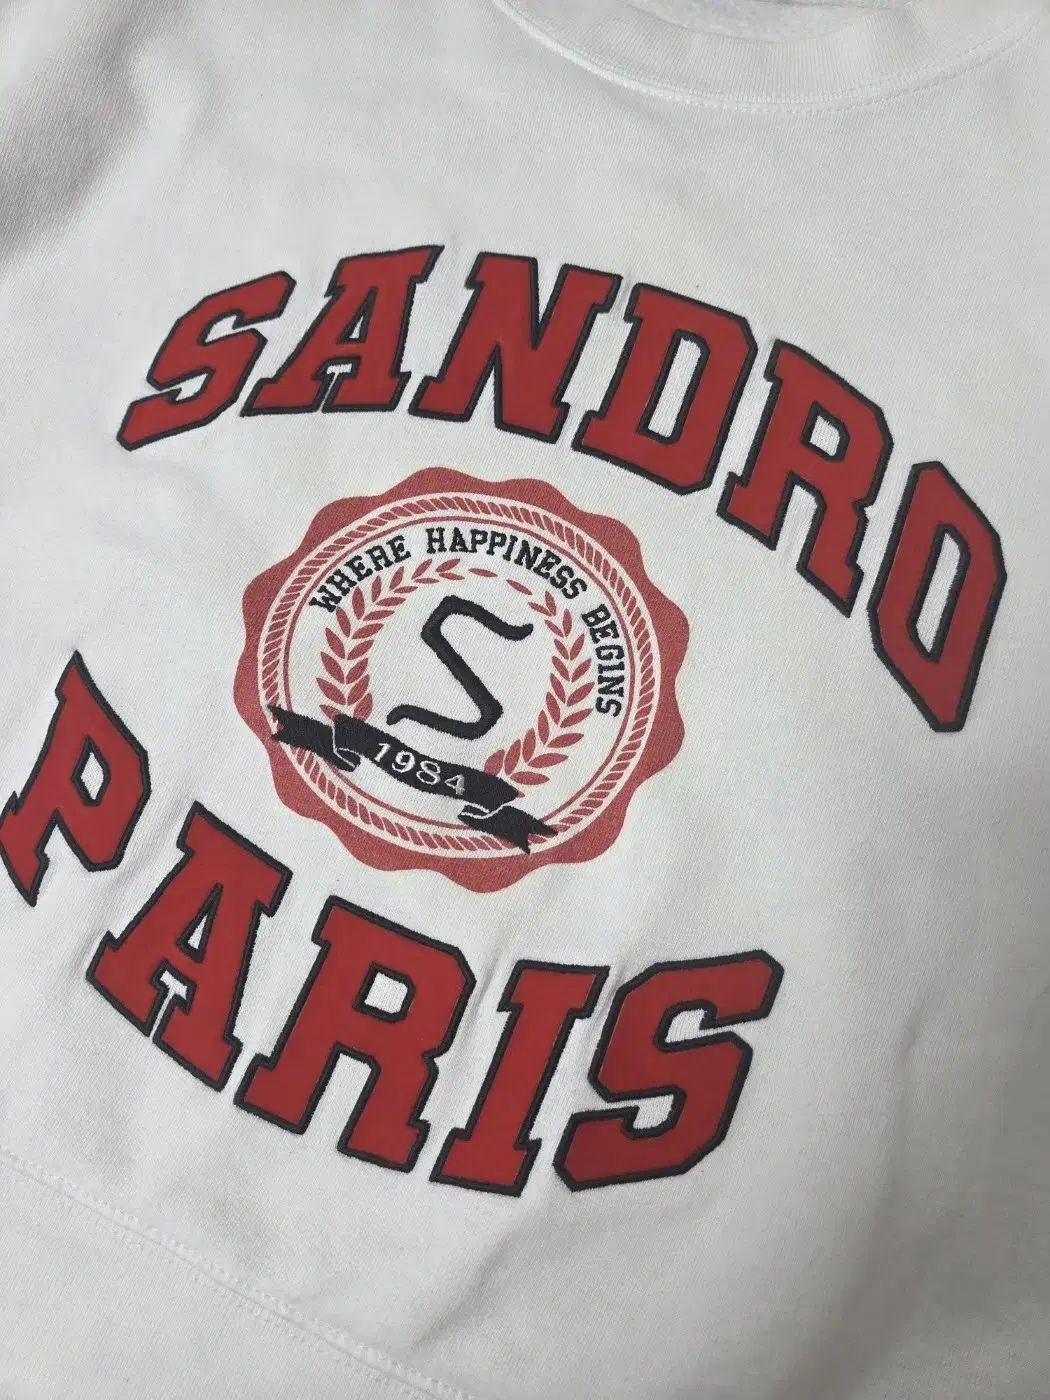 SANDRO
WHERE HAPPINESS BEGINS
S
1984
PARIS